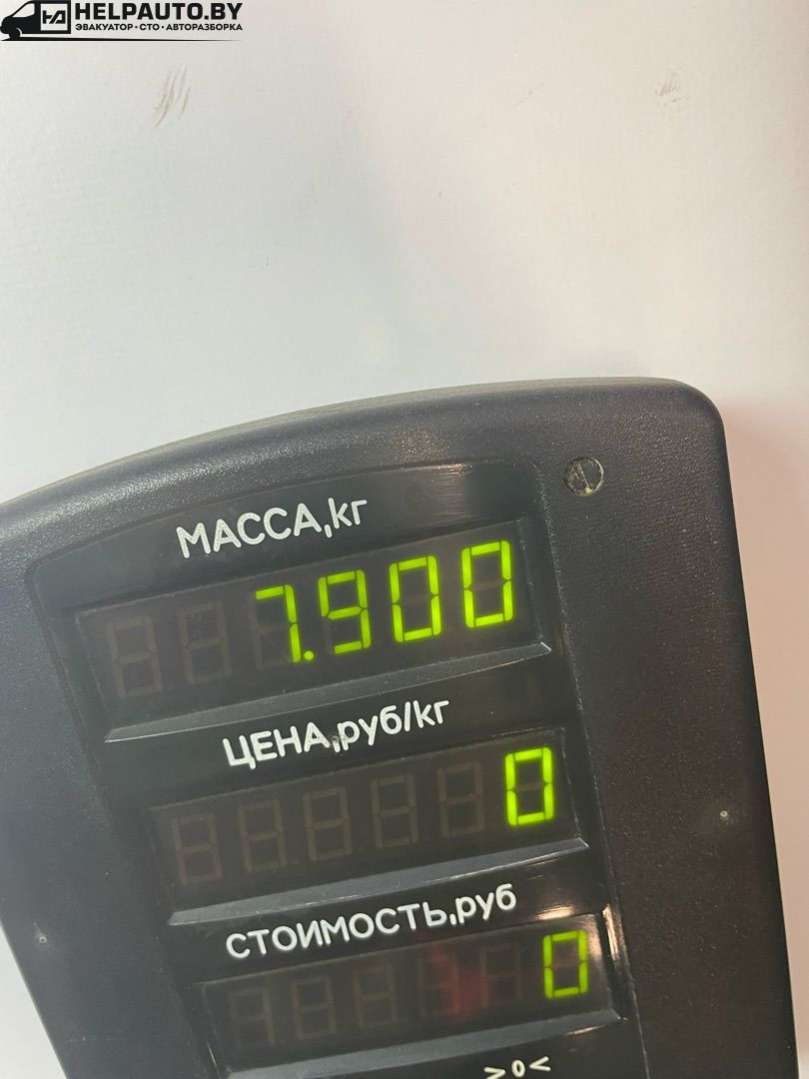 HELPAUTO.BY
ЭВАКУАТОР • СТО • АВТОРАЗБОРКА
МАССА,кг
7.900
ЦЕНА,руб/кг
0
СТОИМОСТЬ,руб
0
>0<